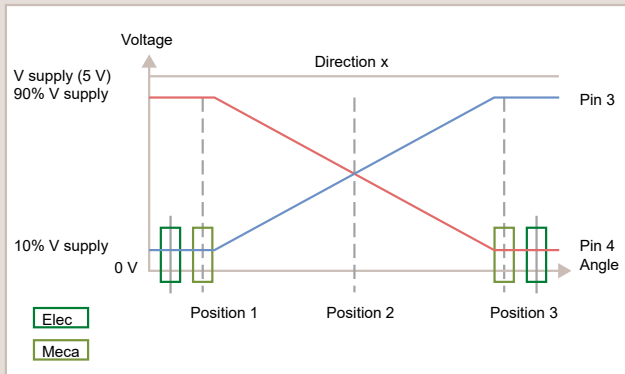 Voltage
Direction x
V supply (5 V)
90% V supply
Pin 3
10% V supply
Pin 4
0 V
Angle
Position 1
Position 2
Position 3
Elec
Meca